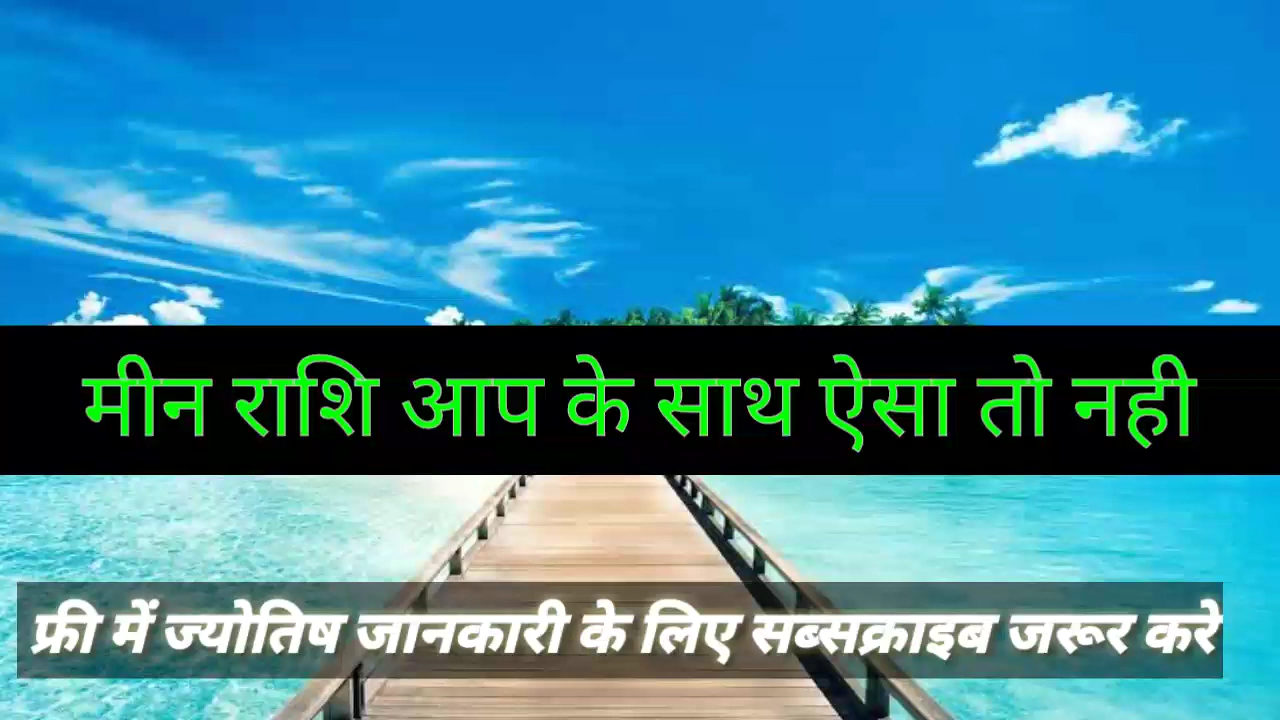 मीन राशि आप के साथ ऐसा तो नही
फ्री में ज्योतिष जानकारी के लिए सब्सक्राइब जरूर करे